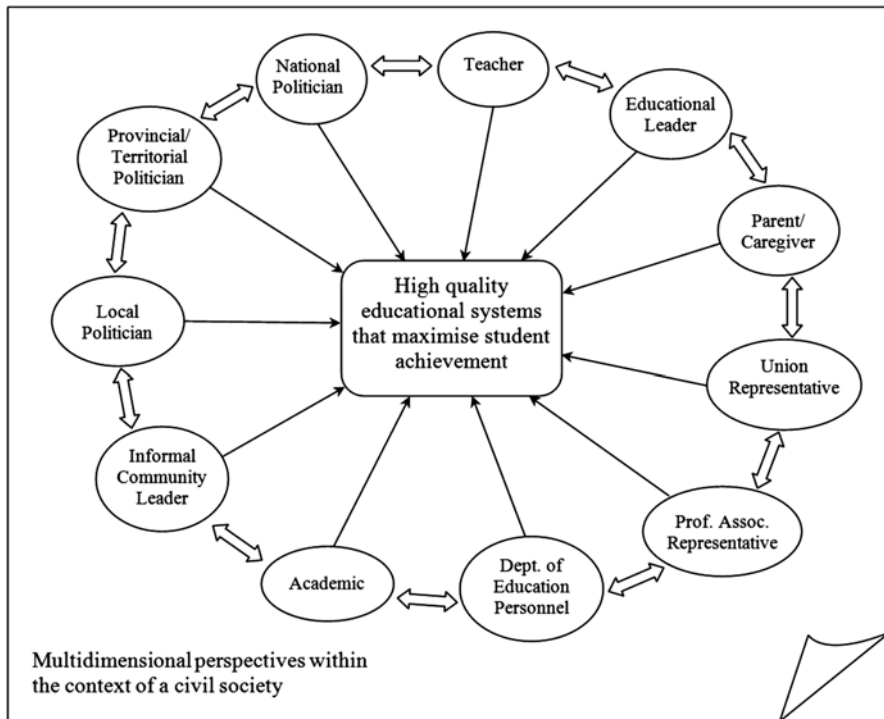 National
Politician
Teacher
Educational
Leader
Provincial/
Territorial
Politician
Parent/
Caregiver
High quality
educational systems
that maximise student
achievement
Local
Politician
Union
Representative
Informal
Community
Leader
Prof. Assoc.
Representative
Academic
Dept. of
Education
Personnel
Multidimensional perspectives within
the context of a civil society